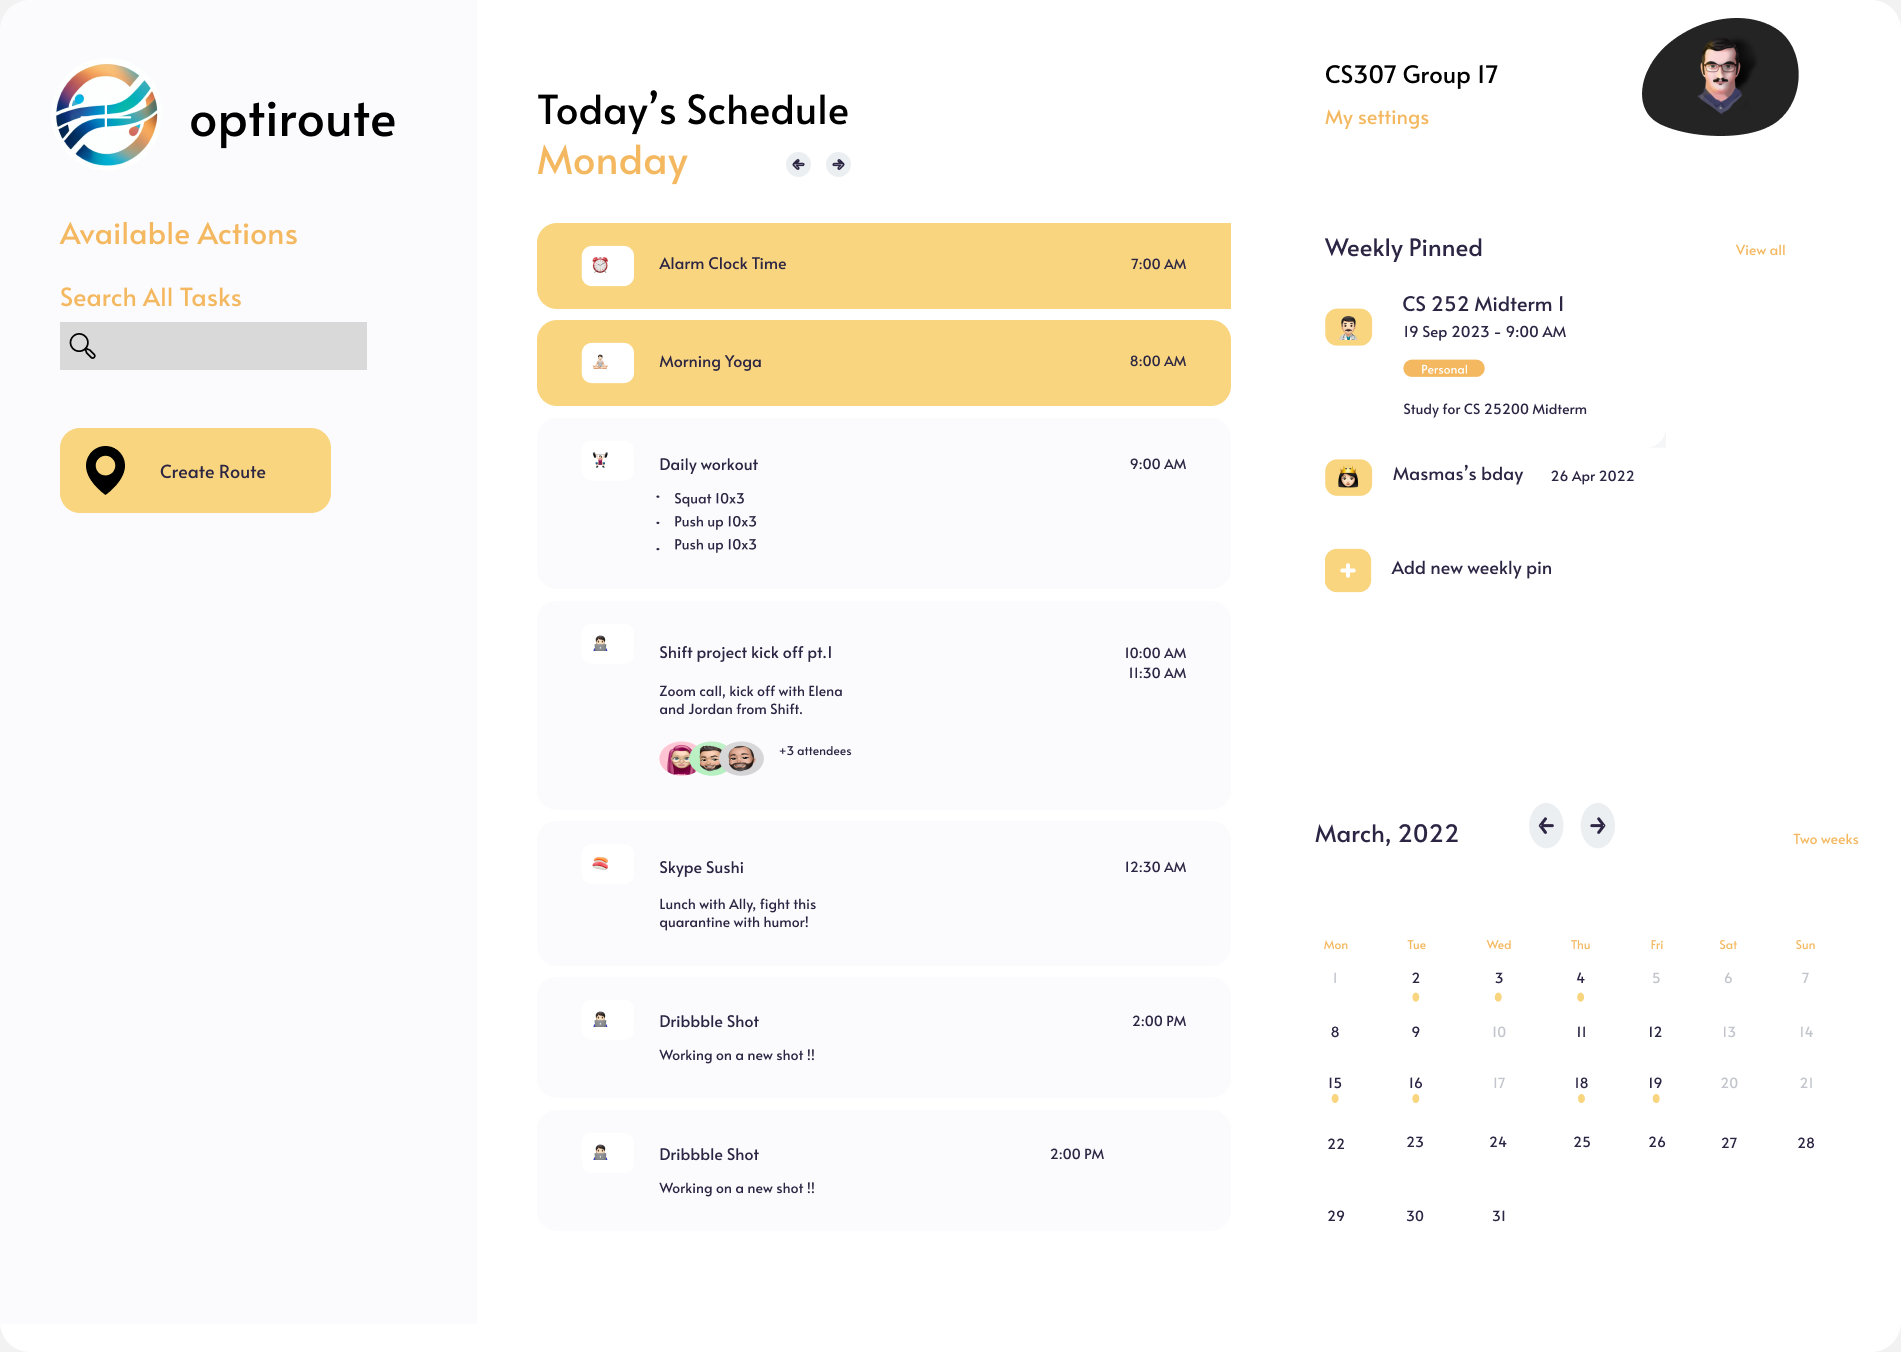 optiroute
Available Actions
Search All Tasks
Create Route
Today’s Schedule
Monday
Alarm Clock Time 7:00 AM
Morning Yoga 8:00 AM
Daily workout 9:00 AM
· Squat 10x3
· Push up 10x3
· Push up 10x3
Shift project kick off pt.1 10:00 AM
11:30 AM
Zoom call, kick off with Elena
and Jordan from Shift.
+3 attendees
Skype Sushi 12:30 AM
Lunch with Ally, fight this
quarantine with humor!
Dribbble Shot 2:00 PM
Working on a new shot !!
Dribbble Shot 2:00 PM
Working on a new shot !!
CS307 Group 17
My settings
Weekly Pinned View all
CS 252 Midterm 1
19 Sep 2023 - 9:00 AM
Personal
Study for CS 25200 Midterm
Masmas’s bday 26 Apr 2022
Add new weekly pin
March, 2022 Two weeks
Mon Tue Wed Thu Fri Sat Sun
1 2 3 4 5 6 7
8 9 10 11 12 13 14
15 16 17 18 19 20 21
22 23 24 25 26 27 28
29 30 31